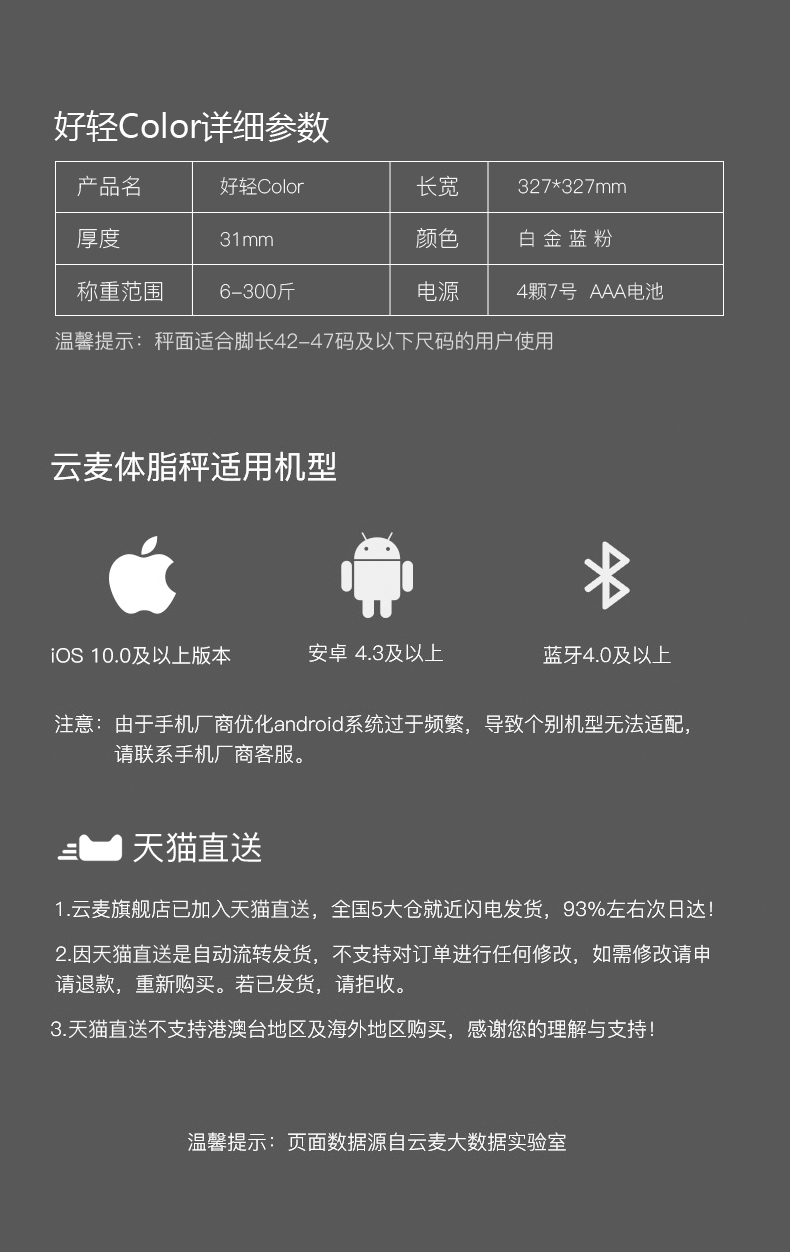 好轻Color详细参数
产品名 好轻Color 长宽 327*327mm
厚度 31mm 颜色 白 金 蓝 粉
称重范围 6-300斤 电源 4颗7号 AAA电池
温馨提示：秤面适合脚长42-47码及以下尺码的用户使用
云麦体脂秤适用机型
iOS 10.0及以上版本 安卓 4.3及以上 蓝牙4.0及以上
注意：由于手机厂商优化android系统过于频繁，导致个别机型无法适配，
请联系手机厂商客服。
天猫直送
1.云麦旗舰店已加入天猫直送，全国5大仓就近闪电发货，93%左右次日达！
2.因天猫直送是自动流转发货，不支持对订单进行任何修改，如需修改请申
请退款，重新购买。若已发货，请拒收。
3.天猫直送不支持港澳台地区及海外地区购买，感谢您的理解与支持！
温馨提示：页面数据源自云麦大数据实验室